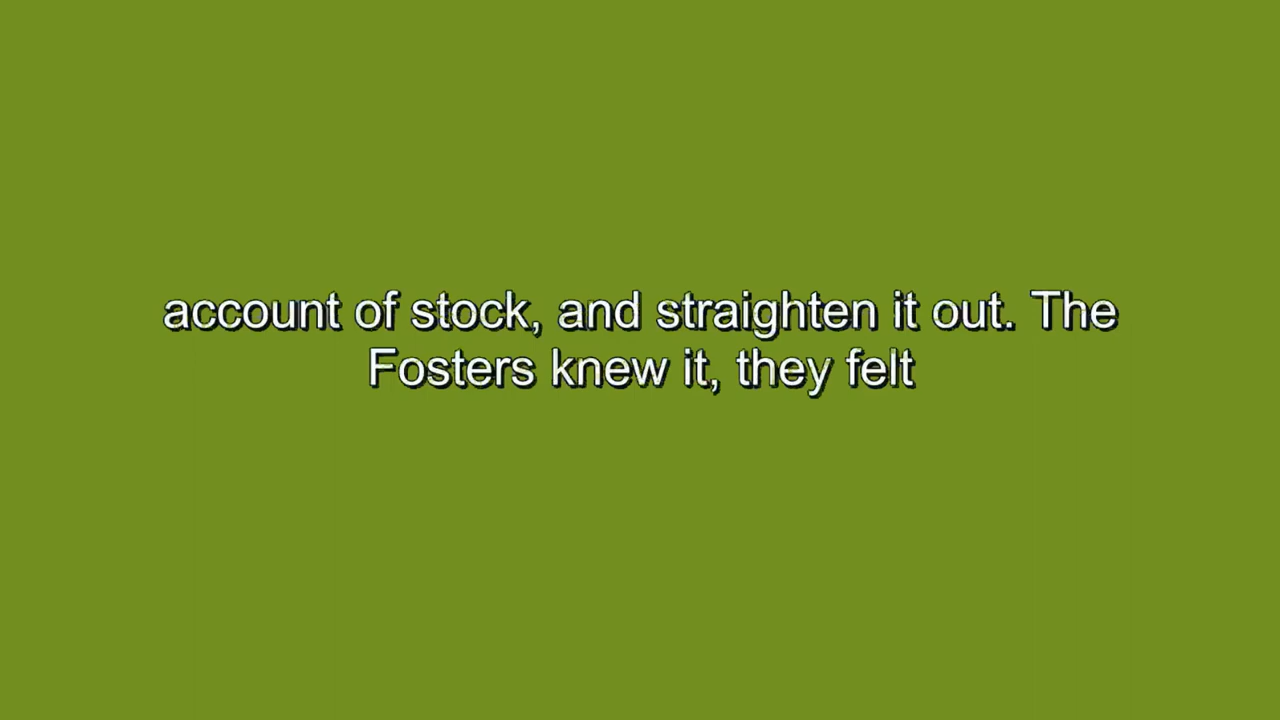 account of stock, and straighten it out. The
Fosters knew it, they felt